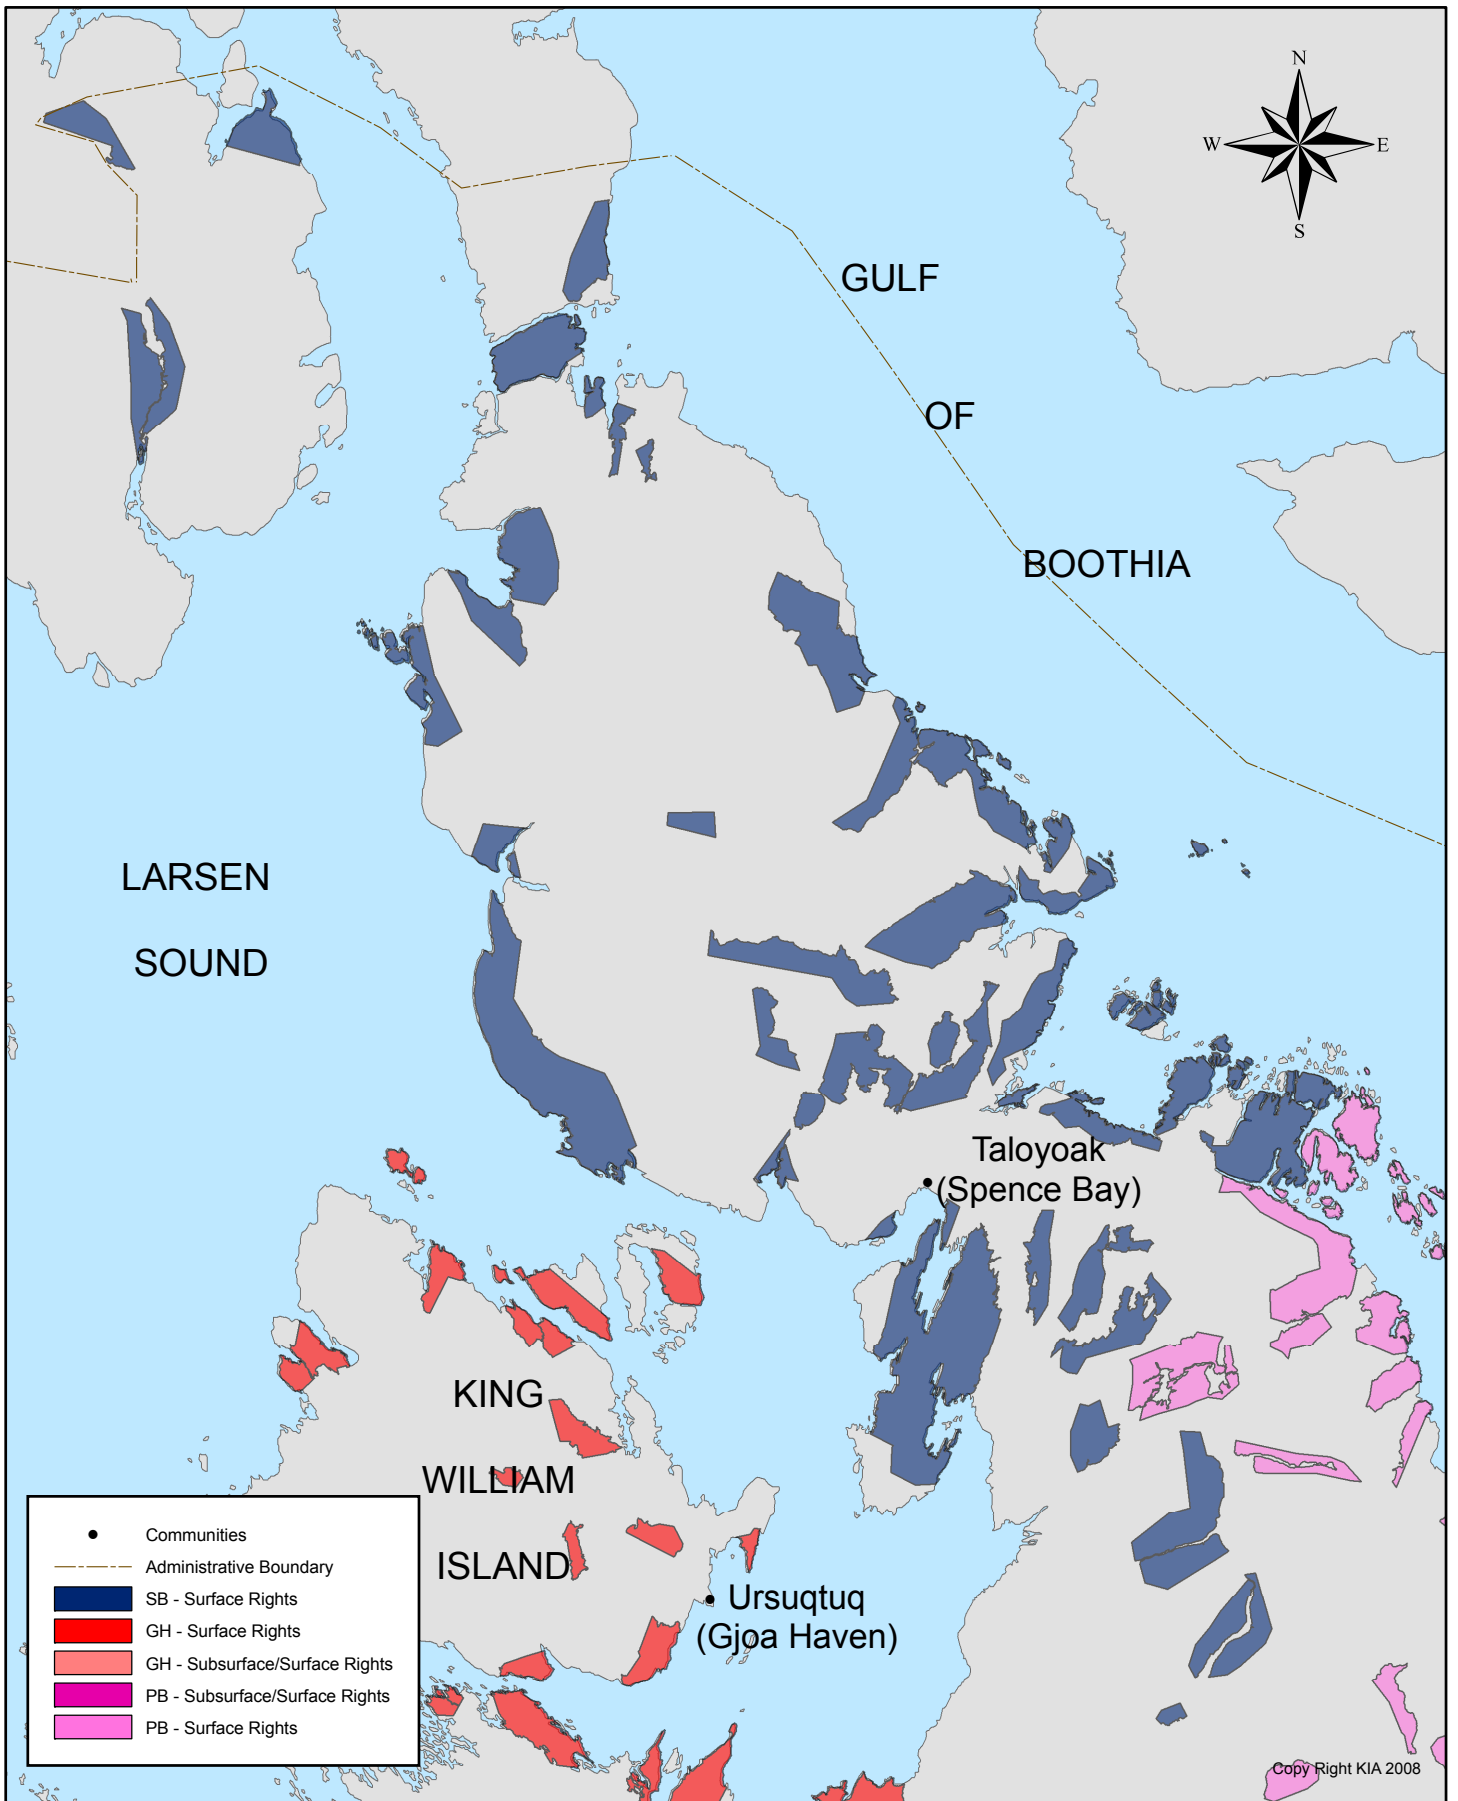 N
W E
S
GULF
OF
BOOTHIA
LARSEN
SOUND
Taloyoak
(Spence Bay)
KING
WILLIAM
ISLAND
Ursuqtuq
(Gjoa Haven)
Communities
Administrative Boundary
SB - Surface Rights
GH - Surface Rights
GH - Subsurface/Surface Rights
PB - Subsurface/Surface Rights
PB - Surface Rights
Copy Right KIA 2008